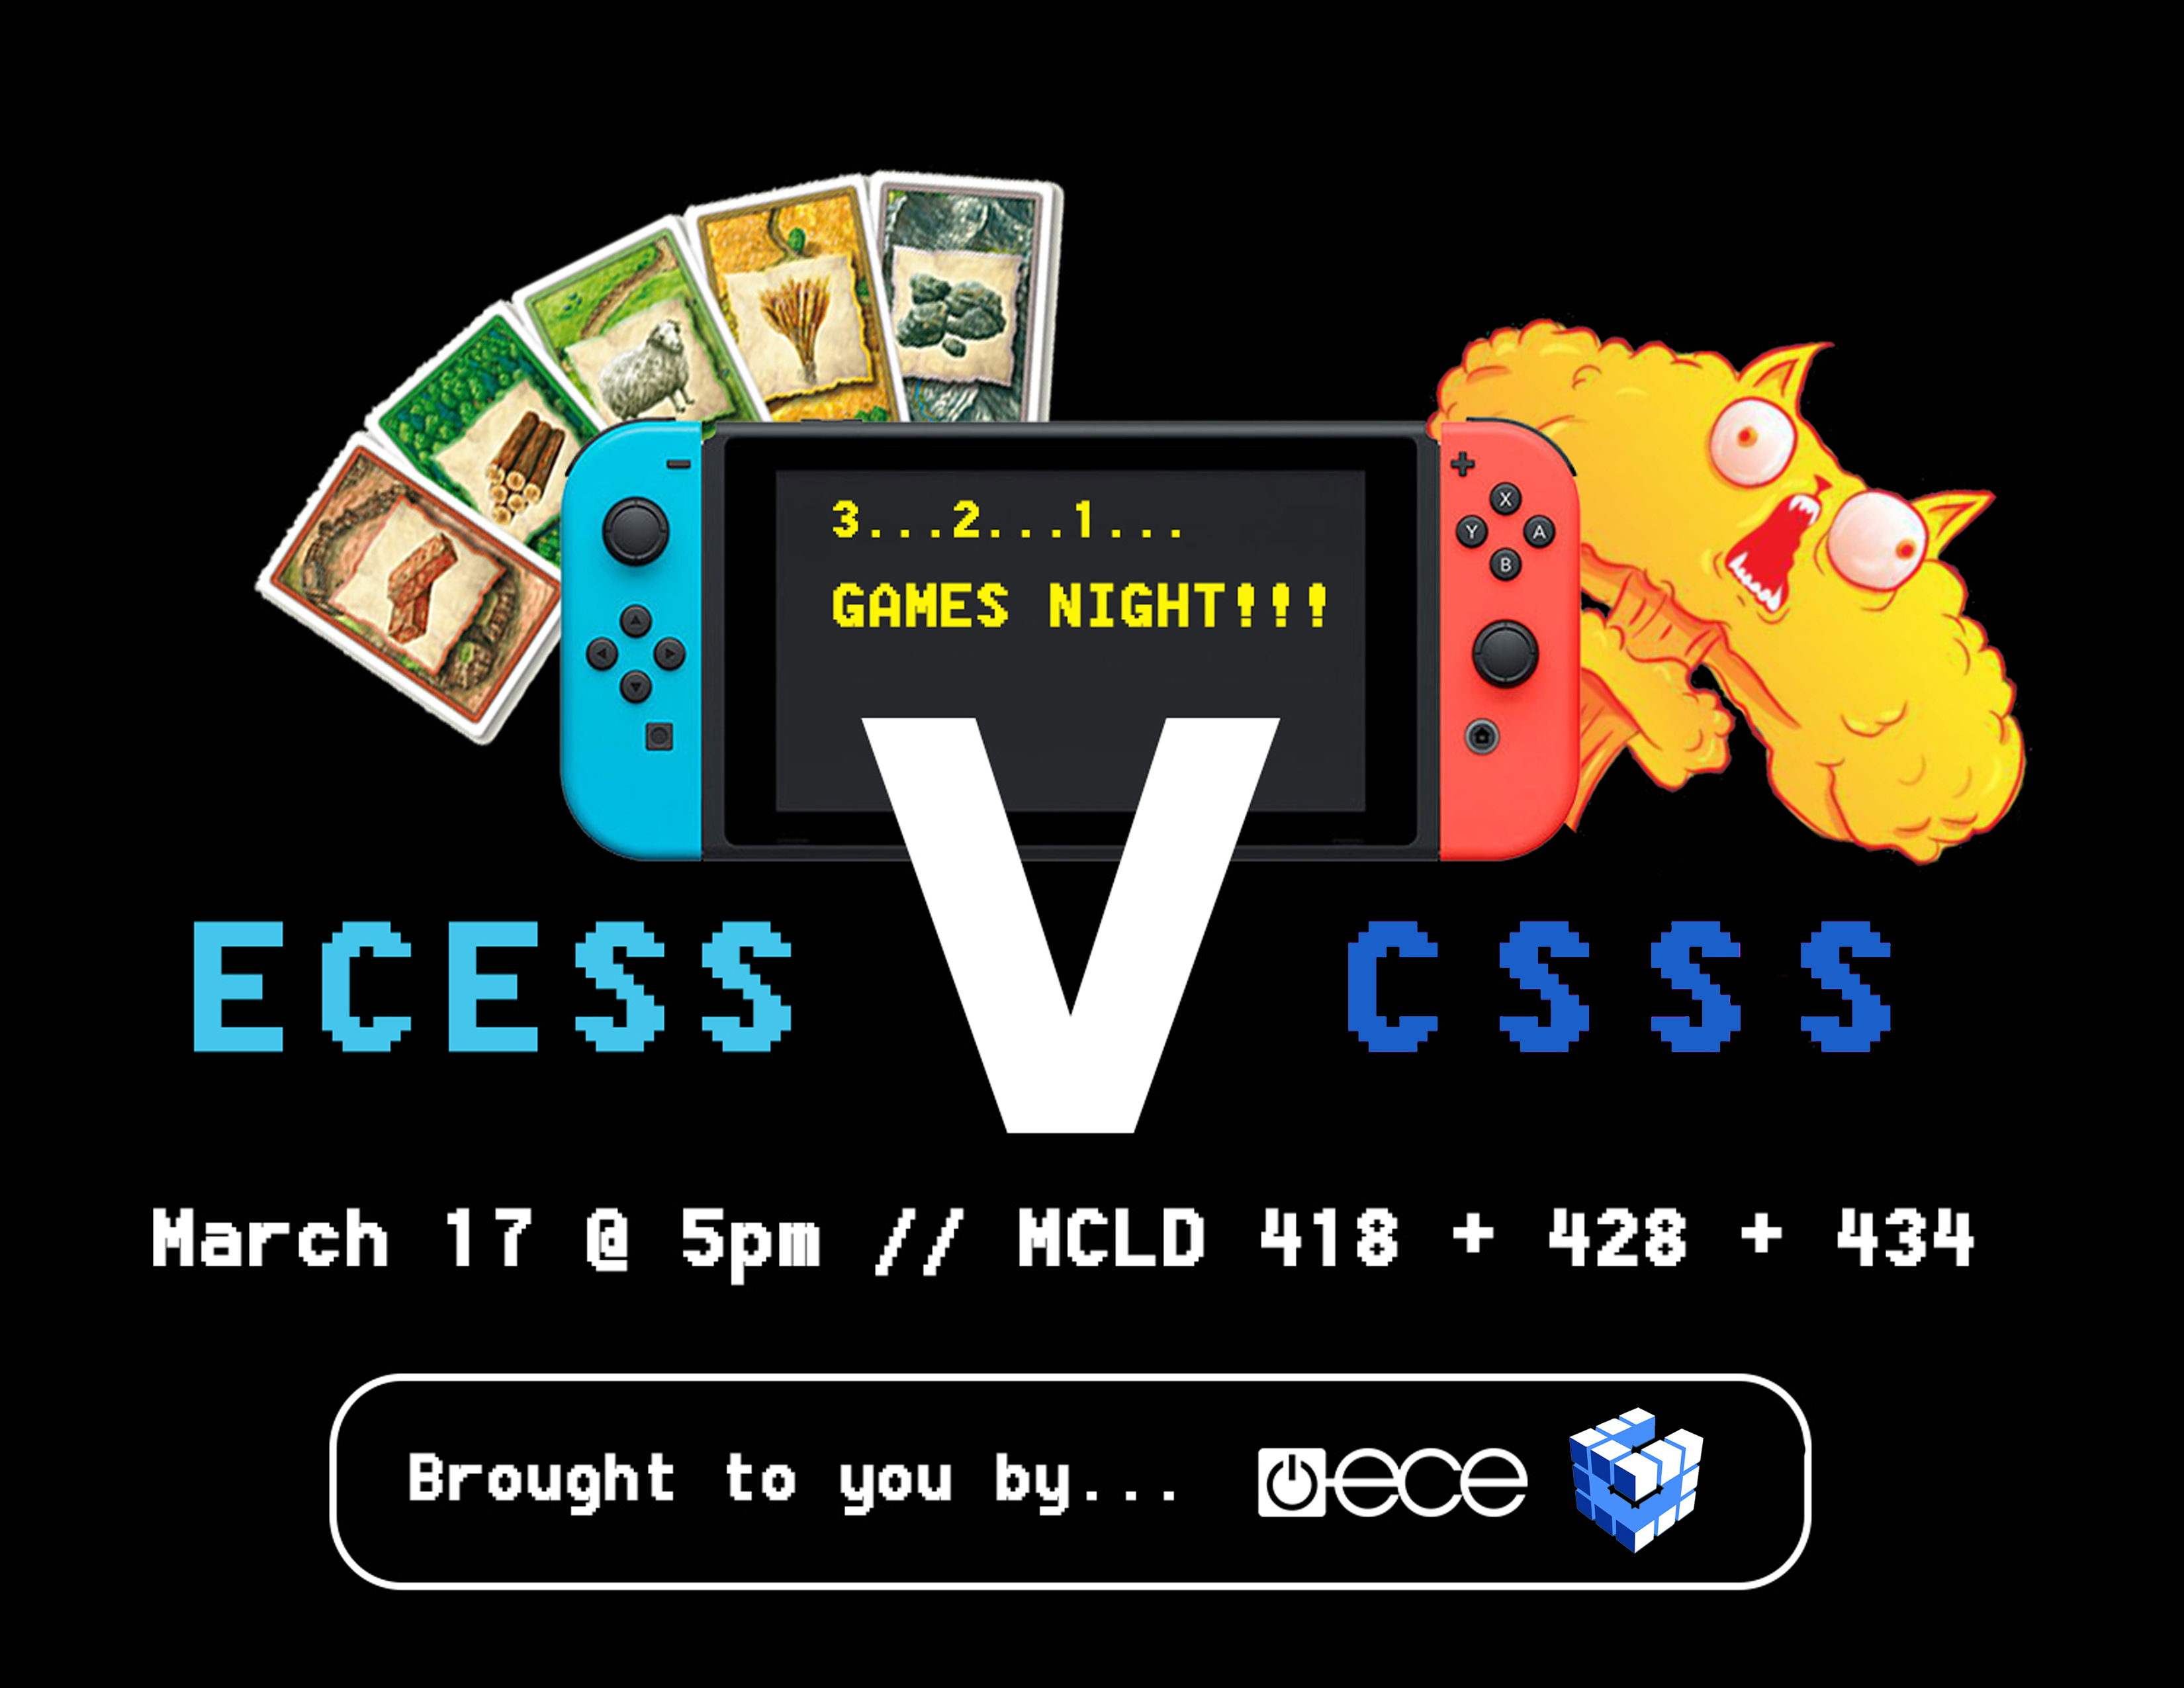 3...2...1...
GAMES NIGHT!!!
X
Y A
B
ECESS V CSSS
March 17 @ 5pm // MCLD 418 + 428 + 434
Brought to you by... ece